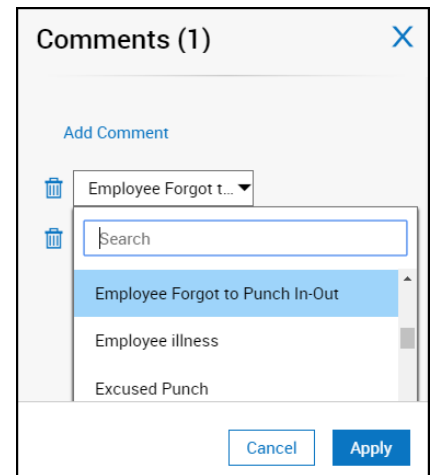 Comments (1)
Add Comment
Employee Forgot t...
Search
Employee Forgot to Punch In-Out
Employee illness
Excused Punch
Cancel Apply